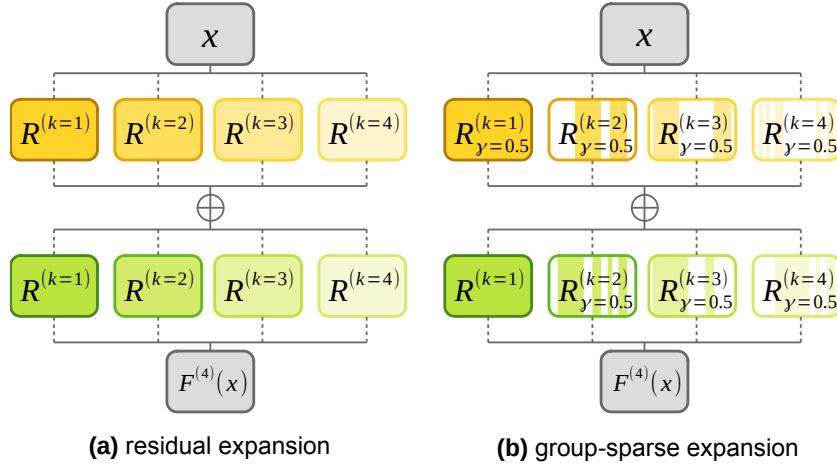 x x
R^(k=1) R^(k=2) R^(k=3) R^(k=4) R^(k=1)_γ=0.5 R^(k=2)_γ=0.5 R^(k=3)_γ=0.5 R^(k=4)_γ=0.5
R^(k=1) R^(k=2) R^(k=3) R^(k=4) R^(k=1) R^(k=2)_γ=0.5 R^(k=3)_γ=0.5 R^(k=4)_γ=0.5
F^(4)(x) F^(4)(x)
(a) residual expansion (b) group-sparse expansion